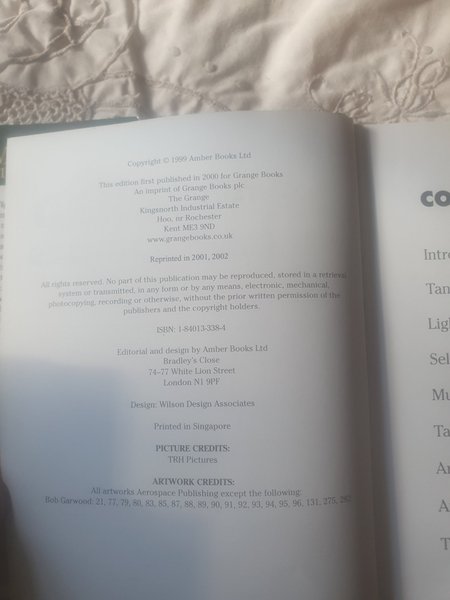 Copyright © 1999 Amber Books Ltd
This edition first published in 2000 for Grange Books
An imprint of Grange Books plc
The Grange
Kingsnorth Industrial Estate
Hoo, nr Rochester
Kent ME3 9ND
www.grangebooks.co.uk
Reprinted in 2001, 2002
All rights reserved. No part of this publication may be reproduced, stored in a retrieval
system or transmitted, in any form or by any means, electronic, mechanical,
photocopying, recording or otherwise, without the prior written permission of the
publishers and the copyright holders.
ISBN: 1-84013-338-4
Editorial and design by Amber Books Ltd
Bradley's Close
74–77 White Lion Street
London N1 9PF
Design: Wilson Design Associates
Printed in Singapore
PICTURE CREDITS:
TRH Pictures
ARTWORK CREDITS:
All artworks Aerospace Publishing except the following:
Bob Garwood: 21, 77, 79, 80, 83, 85, 87, 88, 89, 90, 91, 92, 93, 94, 95, 96, 131, 275, 282
co
Intro
Tan
Ligh
Sel
Mu
Ta
A
T